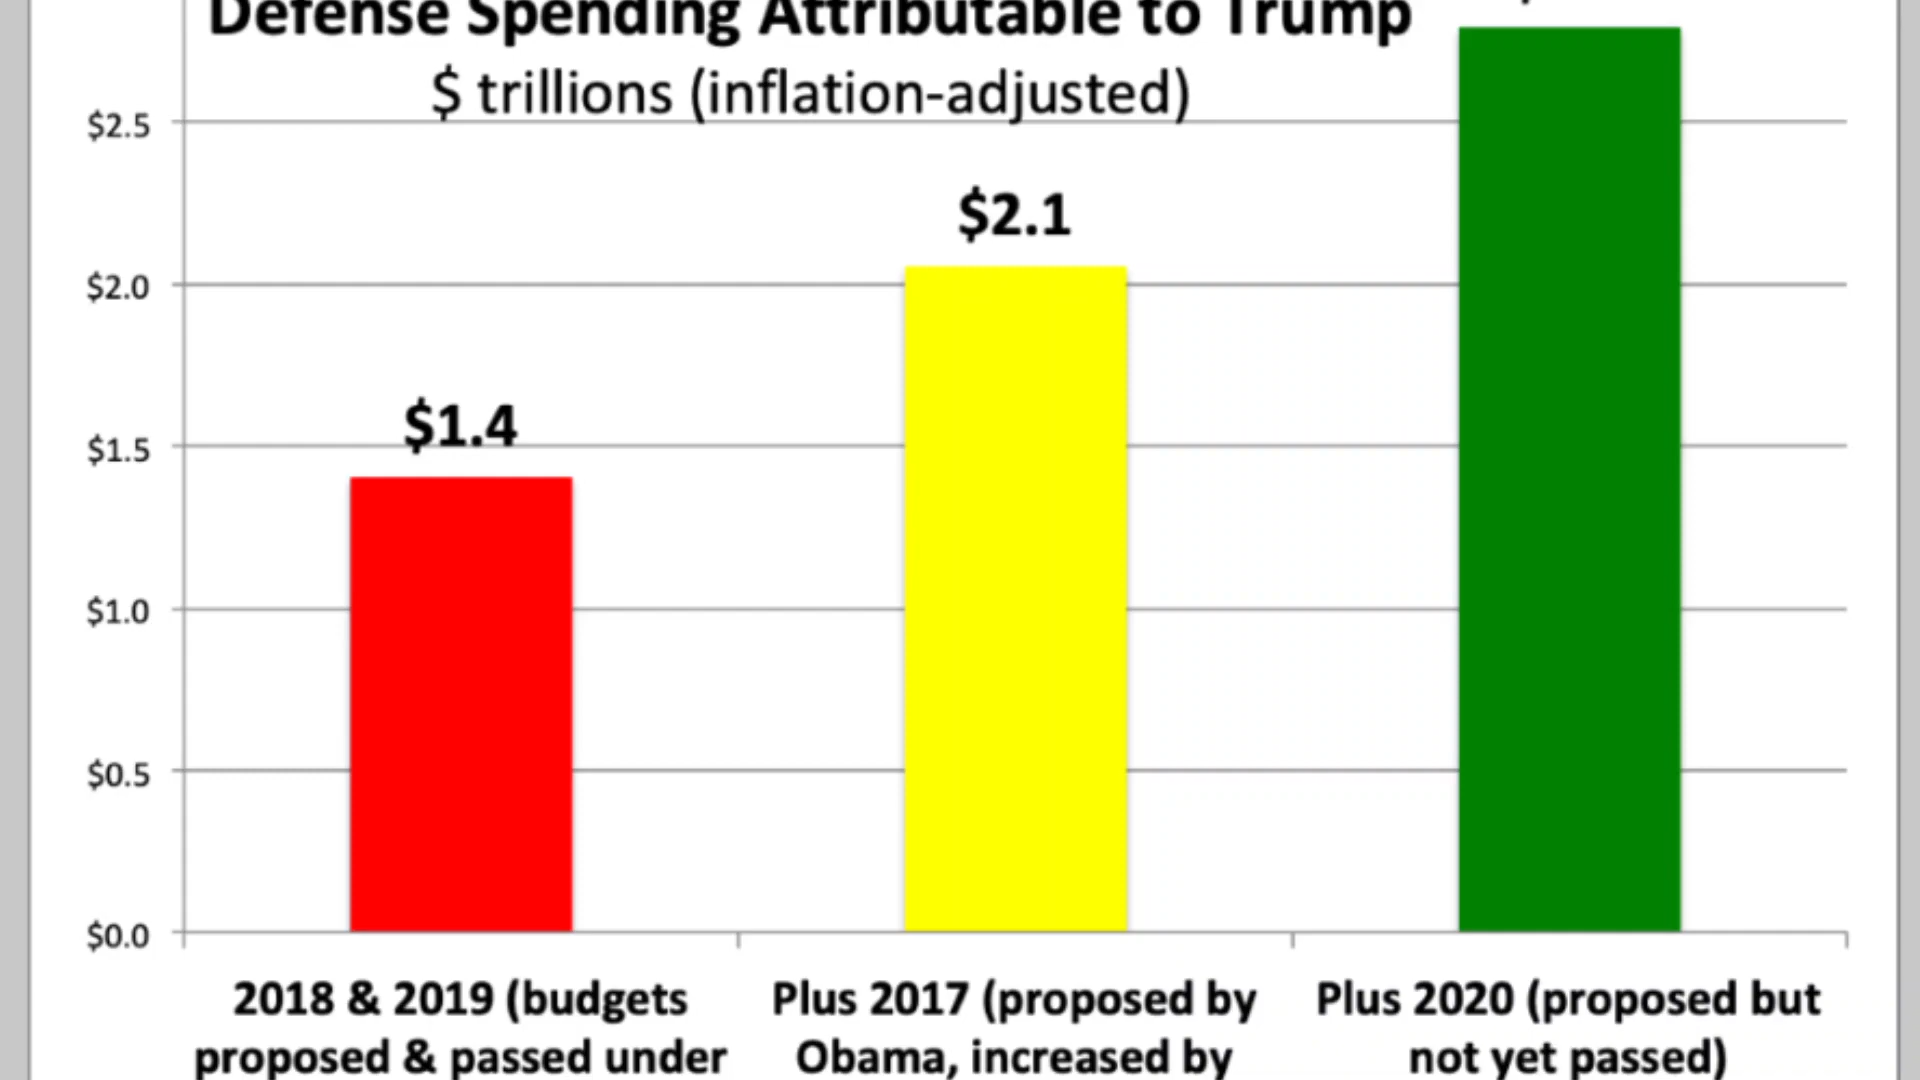 Defense Spending Attributable to Trump
$ trillions (inflation-adjusted)
$2.5
$2.1
$2.0
$1.4
$1.5
$1.0
$0.5
$0.0
2018 & 2019 (budgets
proposed & passed under
Plus 2017 (proposed by
Obama, increased by
Plus 2020 (proposed but
not yet passed)